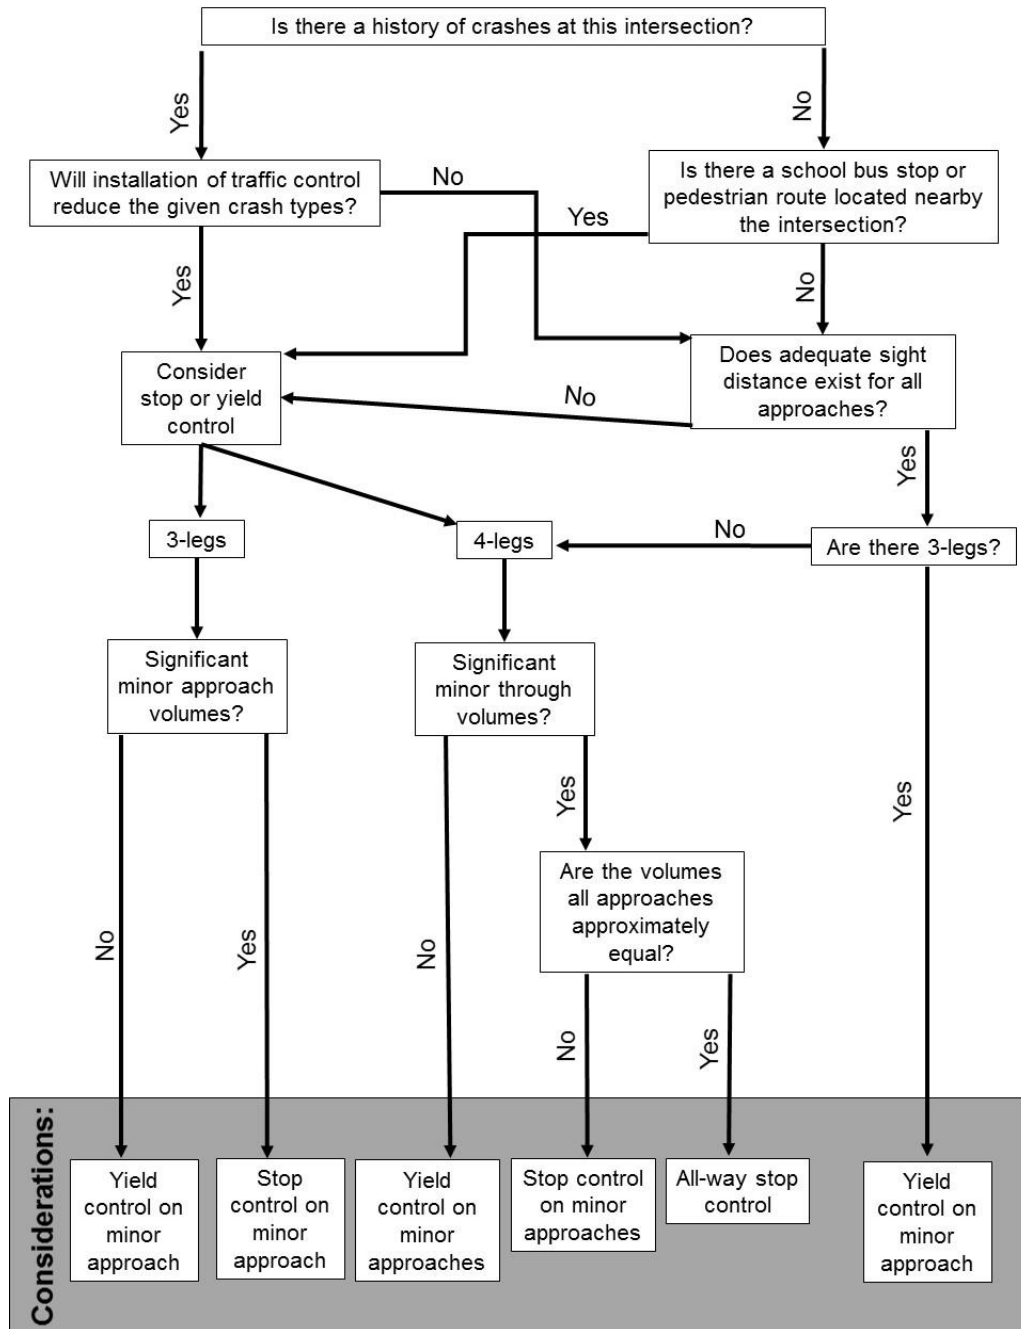 Is there a history of crashes at this intersection?
Yes
No
Will installation of traffic control
reduce the given crash types?
No
Yes
Is there a school bus stop or
pedestrian route located nearby
the intersection?
Yes
No
Consider
stop or yield
control
No
Does adequate sight
distance exist for all
approaches?
Yes
3-legs
4-legs
No
Are there 3-legs?
Significant
minor approach
volumes?
Significant
minor through
volumes?
Yes
Yes
Are the volumes
all approaches
approximately
equal?
No
Yes
No
No
Yes
Considerations:
Yield
control on
minor
approach
Stop
control on
minor
approach
Yield
control on
minor
approaches
Stop control
on minor
approaches
All-way stop
control
Yield
control on
minor
approach